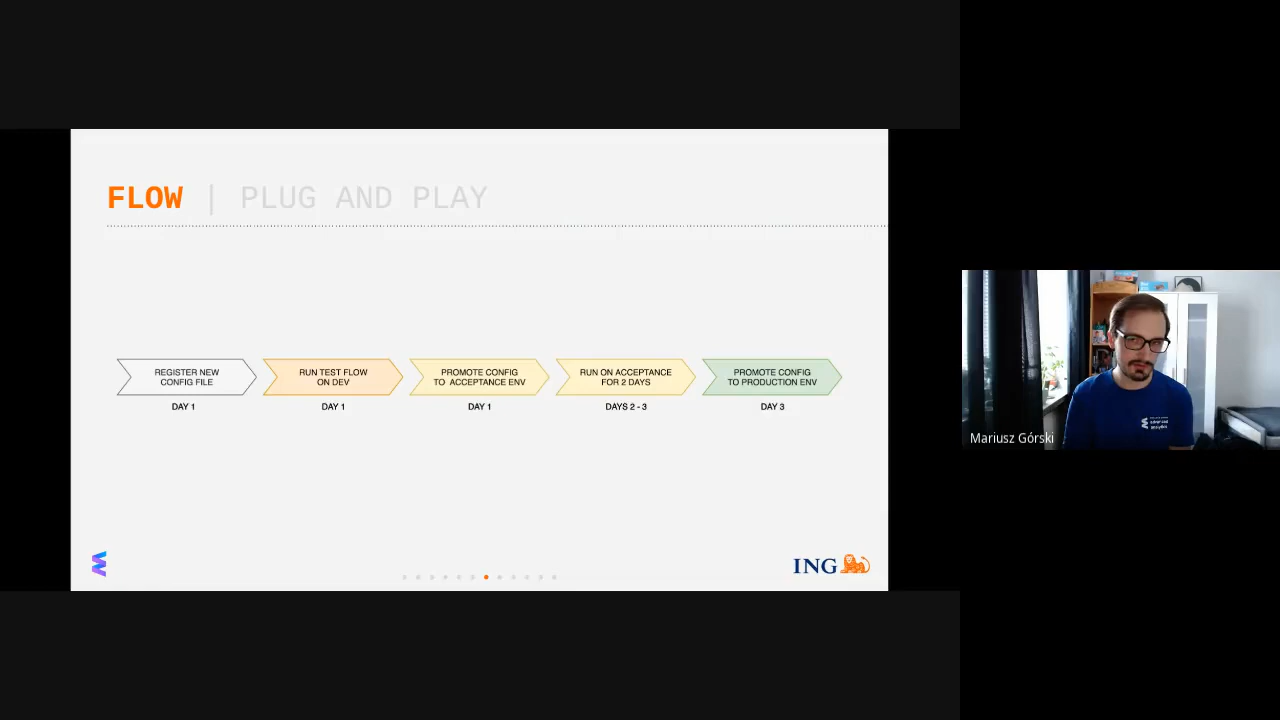 FLOW | PLUG AND PLAY
REGISTER NEW
CONFIG FILE
DAY 1
RUN TEST FLOW
ON DEV
DAY 1
PROMOTE CONFIG
TO ACCEPTANCE ENV
DAY 1
RUN ON ACCEPTANCE
FOR 2 DAYS
DAYS 2 - 3
PROMOTE CONFIG
TO PRODUCTION ENV
DAY 3
ING
Mariusz Górski
advanced
analytics